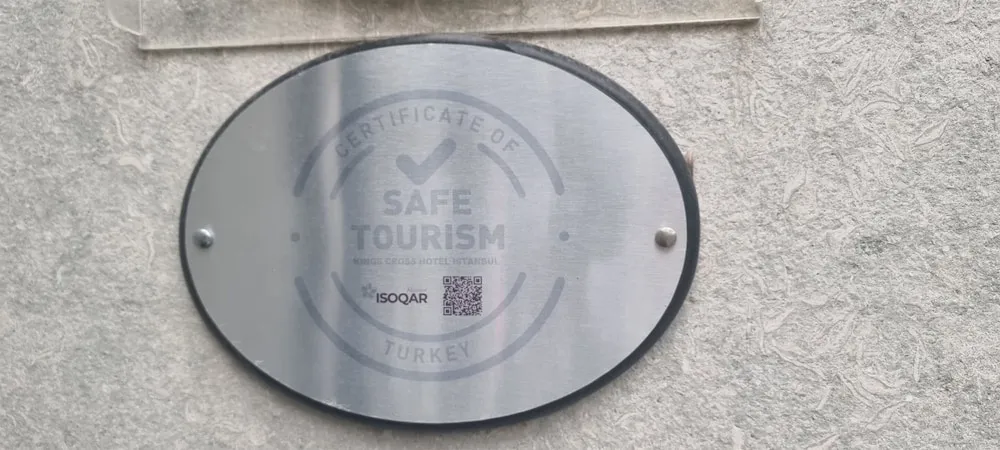 CERTIFICATE OF
SAFE
TOURISM
KINGS CROSS HOTEL ISTANBUL
ISOQAR
TURKEY